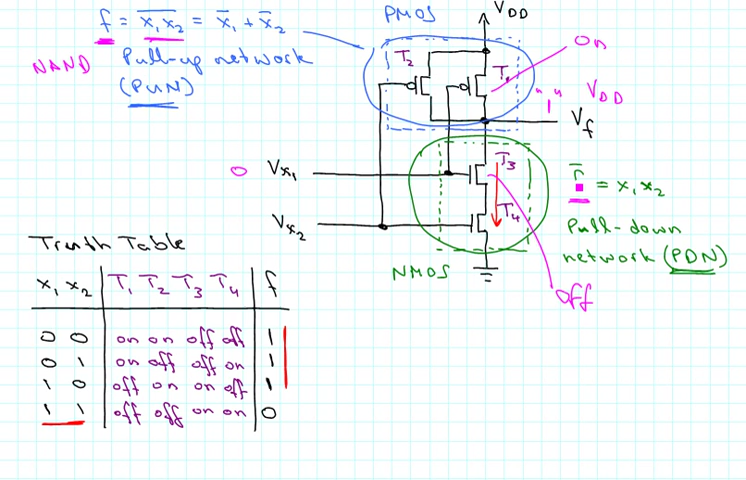 f = \overline{x₁x₂} = x̄₁ + x̄₂
NAND
Pull-up network
(PUN)
PMOS
VDD
on
T₂
T₁
"1" VDD
Vf
0 Vx₁
T₃
f̄ = x₁x₂
Vx₂
T₄
Pull-down
network (PDN)
NMOS
off
Truth Table
x₁ x₂ T₁ T₂ T₃ T₄ f
0 0 on on off off 1
0 1 on off off on 1
1 0 off on on off 1
1 1 off off on on 0